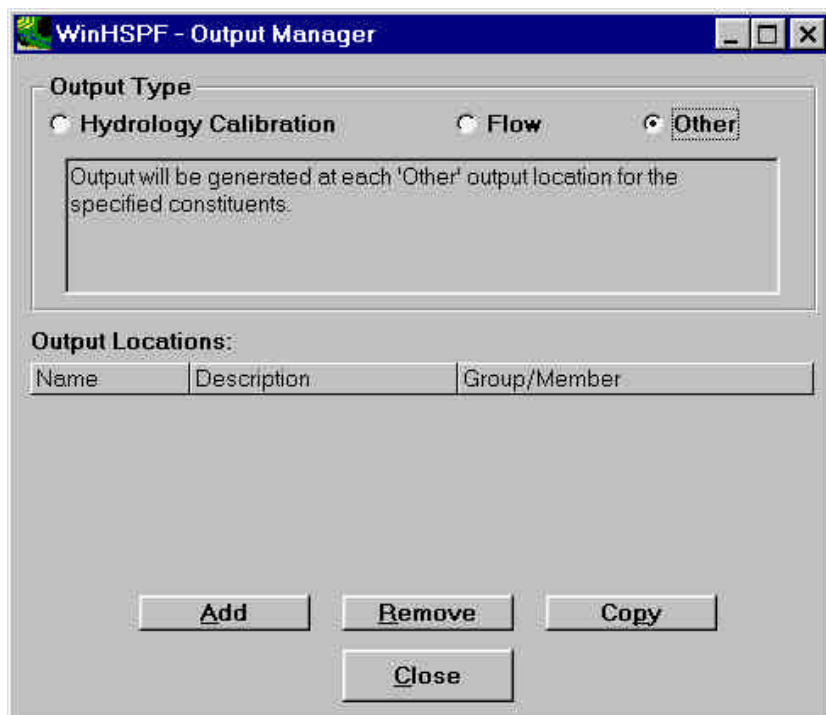 WinHSPF - Output Manager
Output Type
Hydrology Calibration Flow Other
Output will be generated at each 'Other' output location for the
specified constituents.
Output Locations:
Name Description Group/Member
Add Remove Copy
Close